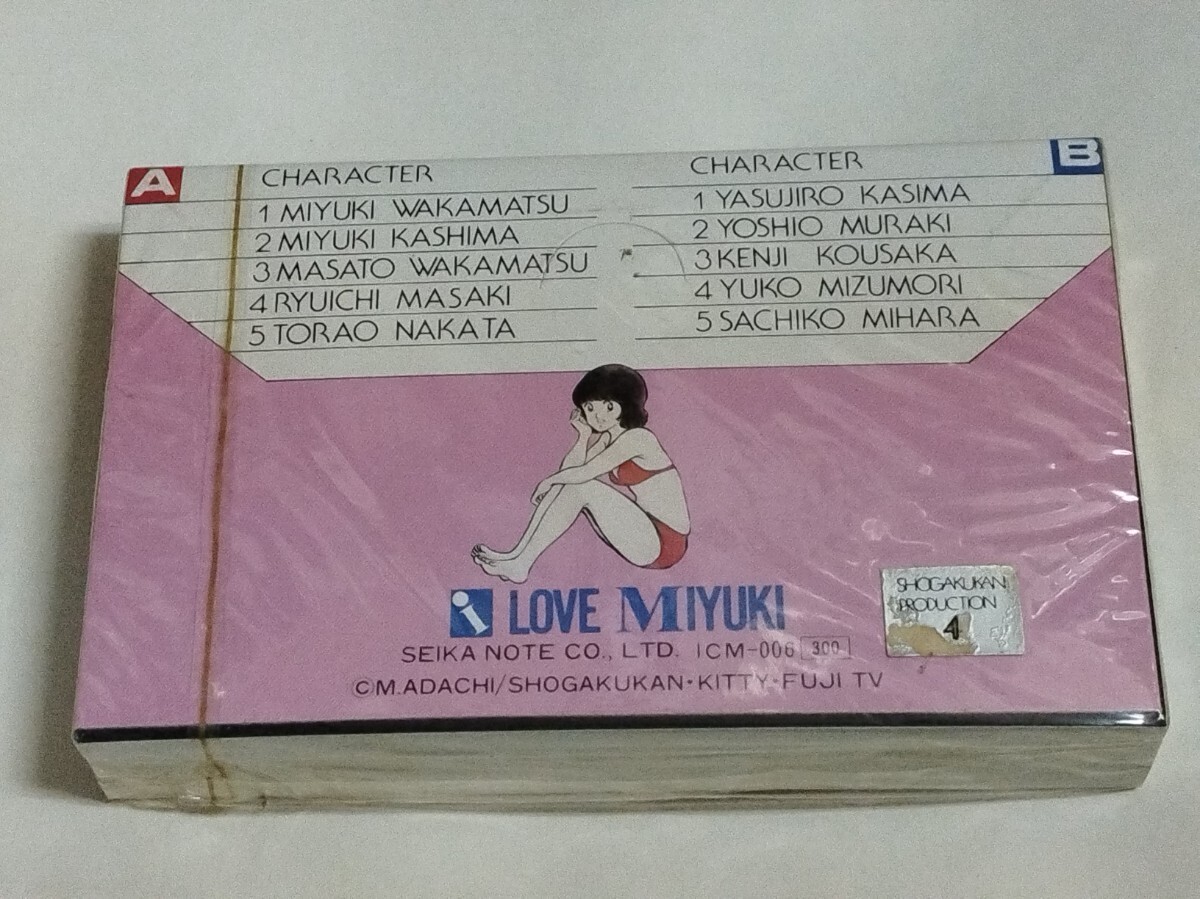 A
CHARACTER
1 MIYUKI WAKAMATSU
2 MIYUKI KASHIMA
3 MASATO WAKAMATSU
4 RYUICHI MASAKI
5 TORAO NAKATA
B
CHARACTER
1 YASUJIRO KASIMA
2 YOSHIO MURAKI
3 KENJI KOUSAKA
4 YUKO MIZUMORI
5 SACHIKO MIHARA
i LOVE MIYUKI
SEIKA NOTE CO., LTD. ICM-006 300
©M.ADACHI/SHOGAKUKAN·KITTY·FUJI TV
SHOGAKUKAN
PRODUCTION
4